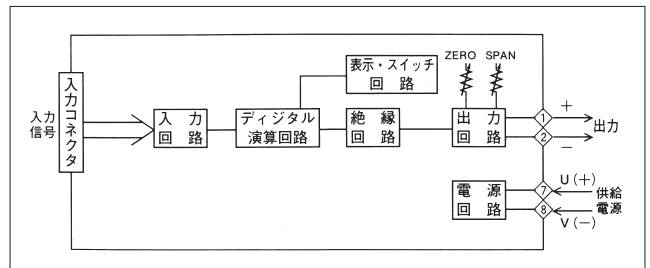 ZERO SPAN
表示・スイッチ
回路
入力
信号
入力コネクタ
入力
回路
ディジタル
演算回路
絶縁
回路
出力
回路
1
+
2
−
出力
電源
回路
7
U(+)
8
V(−)
供給
電源